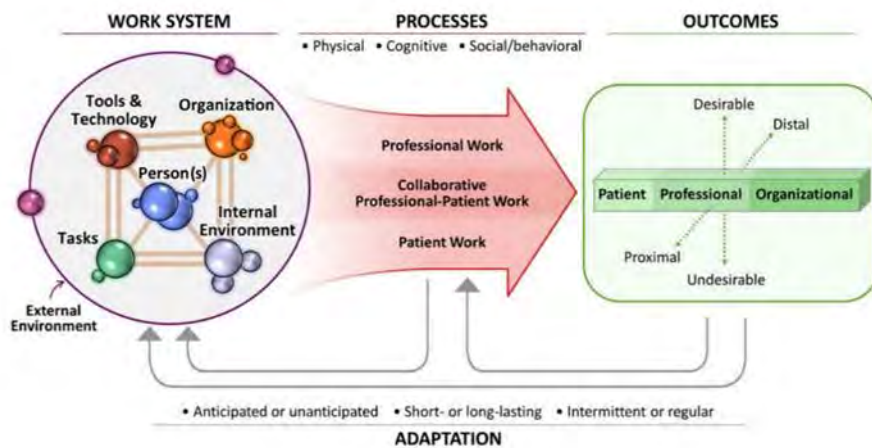 WORK SYSTEM
PROCESSES
OUTCOMES
• Physical • Cognitive • Social/behavioral
Tools &
Technology
Organization
Person(s)
Internal
Environment
Tasks
External
Environment
Professional Work
Collaborative
Professional-Patient Work
Patient Work
Desirable
Distal
Patient Professional Organizational
Proximal
Undesirable
• Anticipated or unanticipated • Short- or long-lasting • Intermittent or regular
ADAPTATION